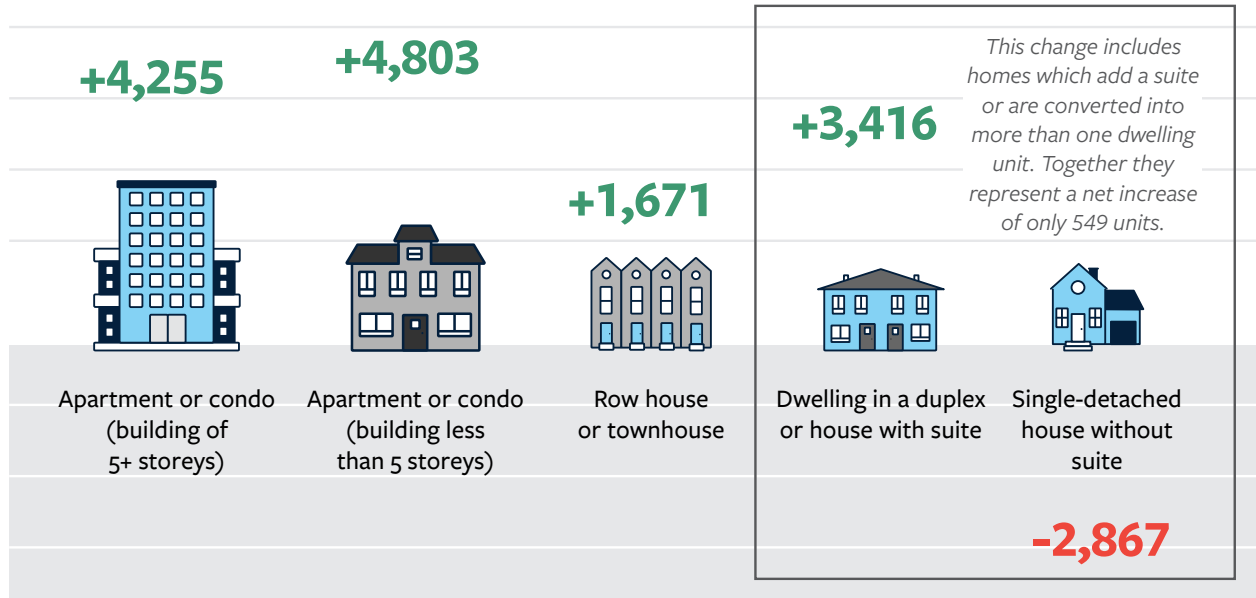 +4,255
+4,803
+1,671
+3,416
This change includes
homes which add a suite
or are converted into
more than one dwelling
unit. Together they
represent a net increase
of only 549 units.
Apartment or condo
(building of
5+ storeys)
Apartment or condo
(building less
than 5 storeys)
Row house
or townhouse
Dwelling in a duplex
or house with suite
Single-detached
house without
suite
-2,867